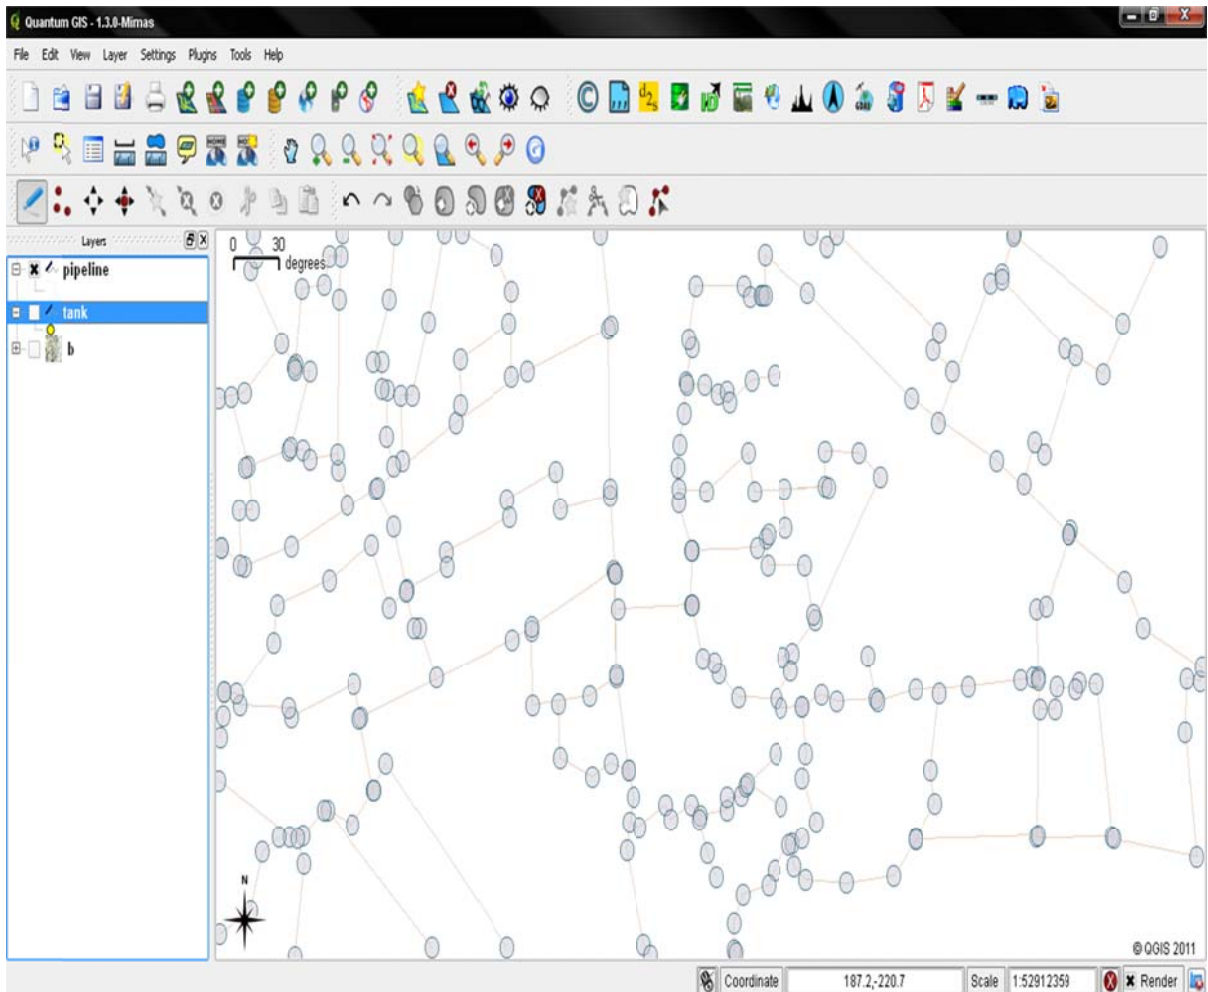 Quantum GIS - 1.3.0-Mimas
File Edit View Layer Settings Plugins Tools Help
Layers
pipeline
tank
b
0 30
degrees
N
© QGIS 2011
Coordinate 187.2,-220.7 Scale 1:52912359 Render